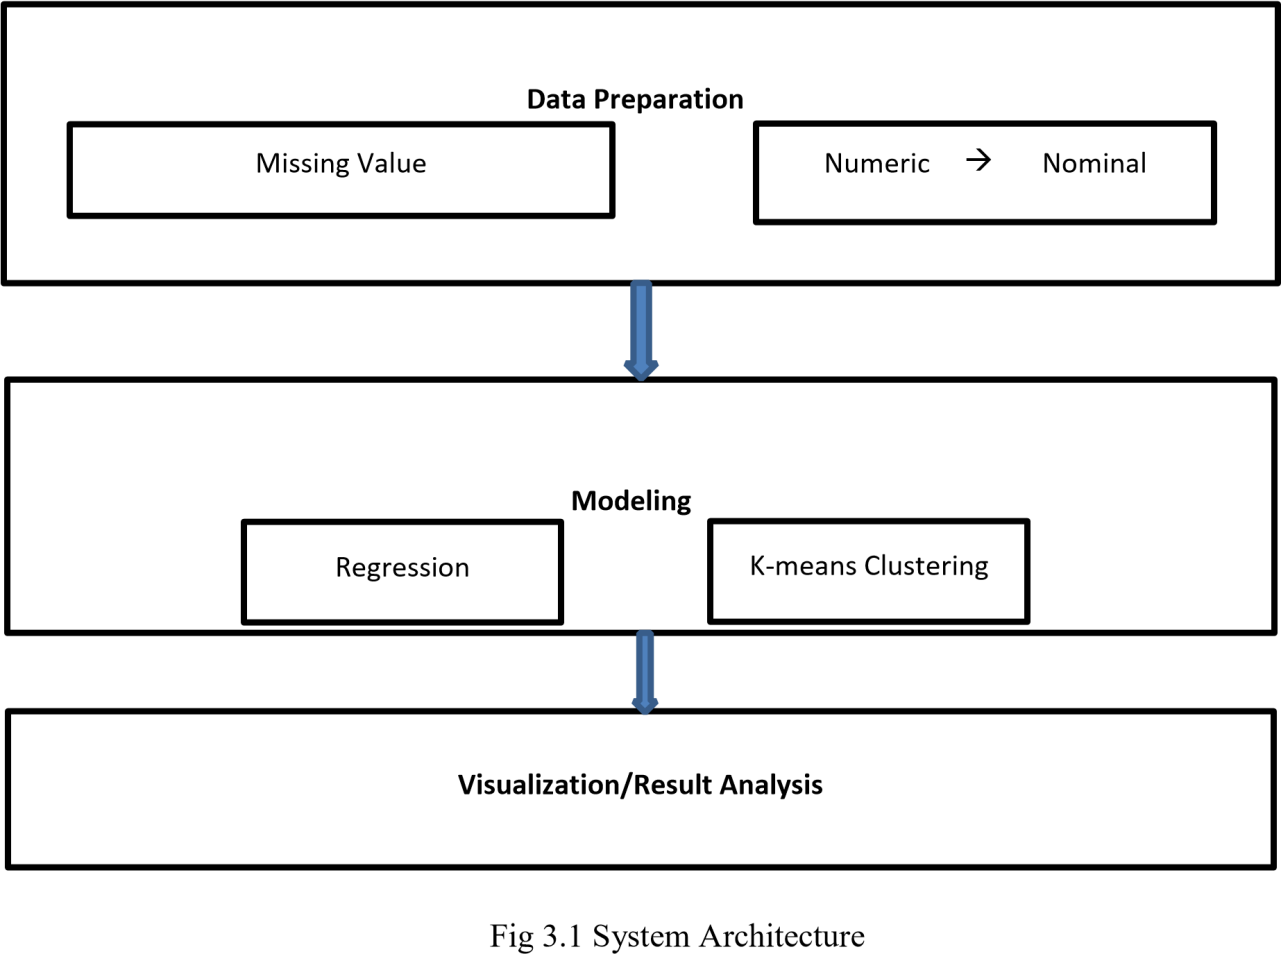 Data Preparation
Missing Value
Numeric → Nominal
Modeling
Regression
K-means Clustering
Visualization/Result Analysis
Fig 3.1 System Architecture